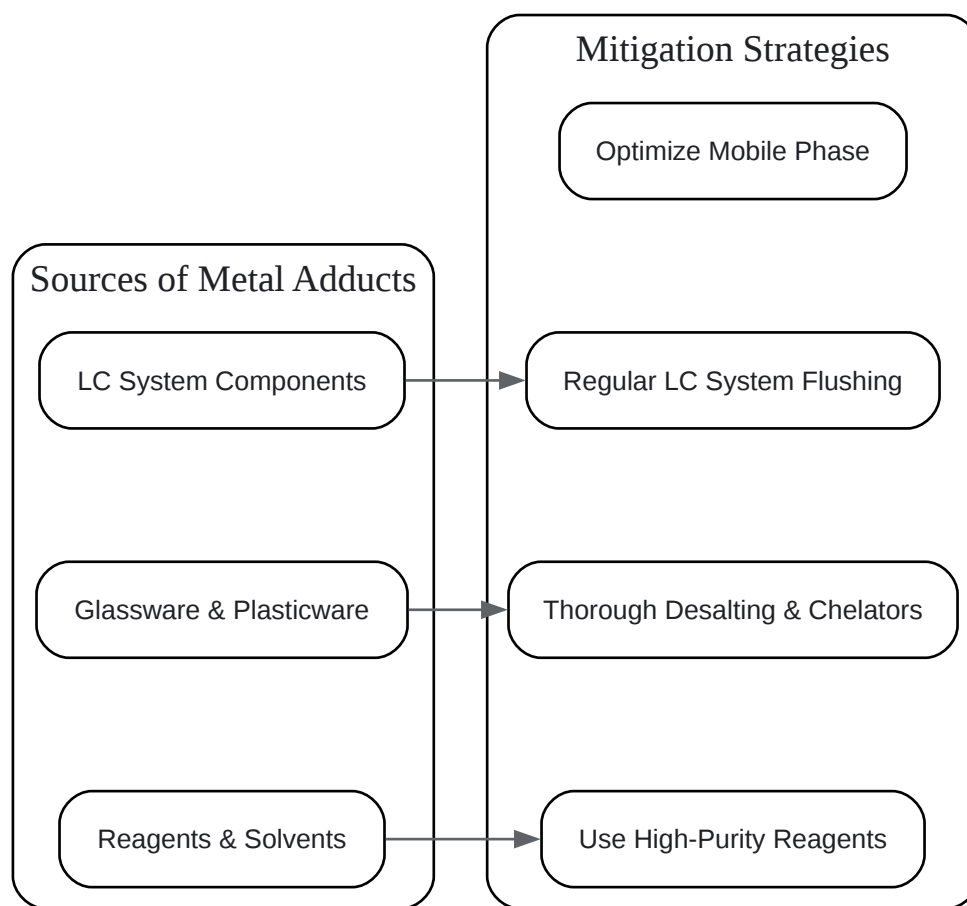 Mitigation Strategies
Optimize Mobile Phase
Sources of Metal Adducts
LC System Components
Regular LC System Flushing
Glassware & Plasticware
Thorough Desalting & Chelators
Reagents & Solvents
Use High-Purity Reagents